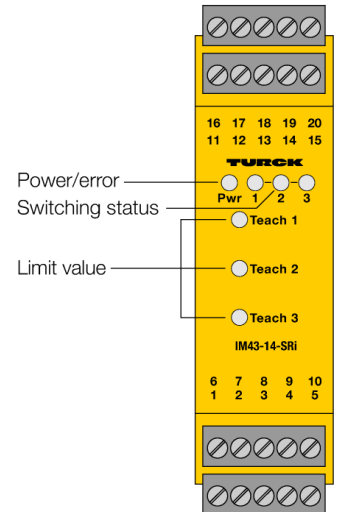 16 17 18 19 20
11 12 13 14 15
TURCK
Power/error
Pwr 1 2 3
Switching status
Teach 1
Limit value
Teach 2
Teach 3
IM43-14-SRi
6 7 8 9 10
1 2 3 4 5